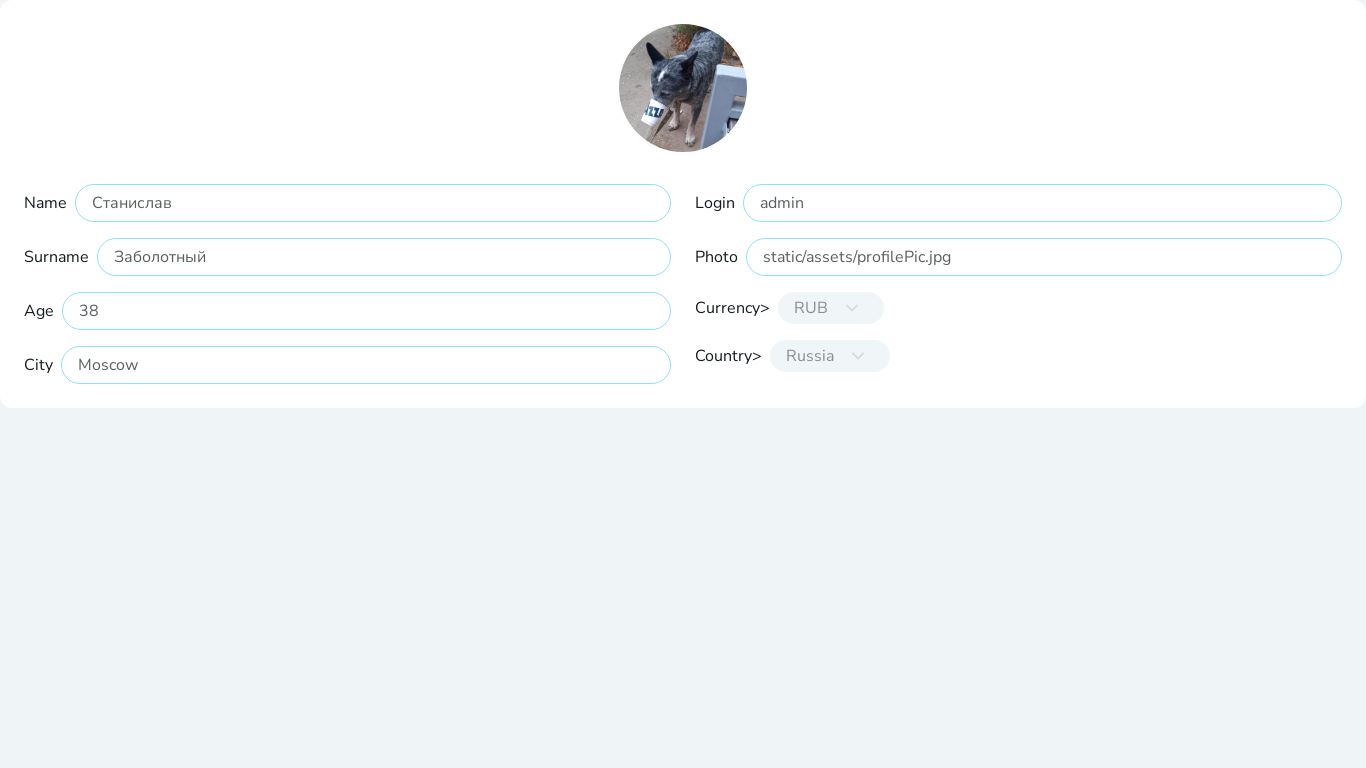 Name Станислав
Surname Заболотный
Age 38
City Moscow
Login admin
Photo static/assets/profilePic.jpg
Currency> RUB
Country> Russia